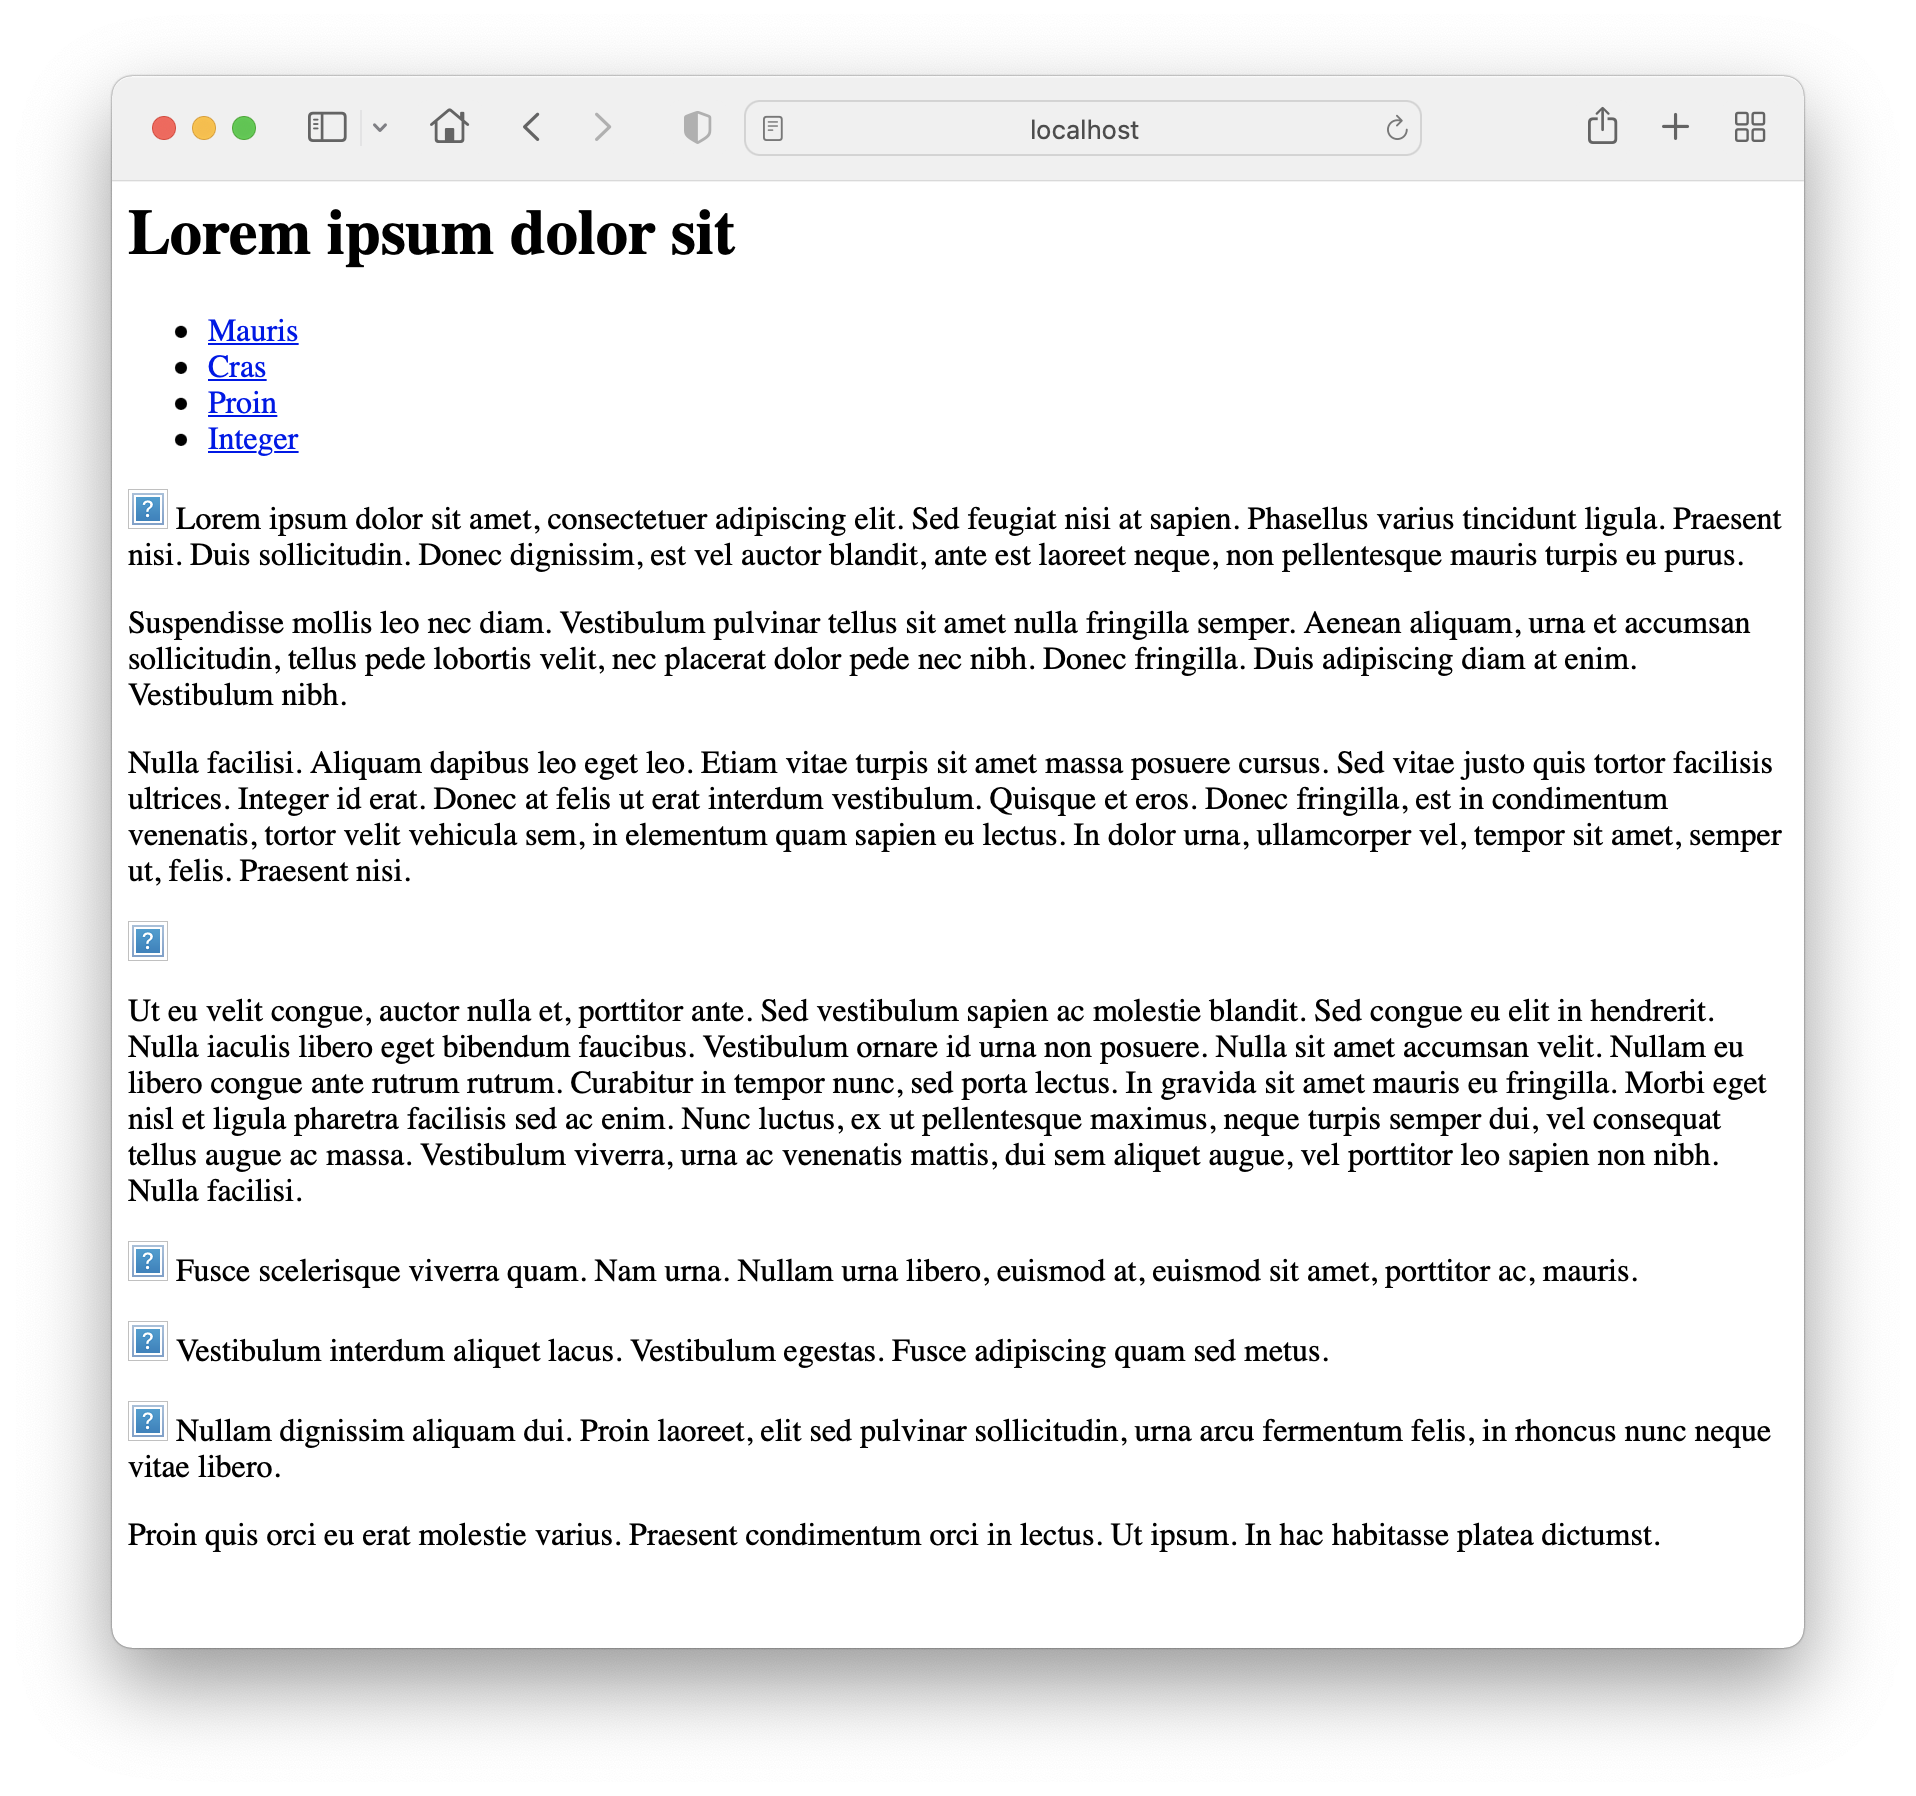 localhost
Lorem ipsum dolor sit
Mauris
Cras
Proin
Integer
Lorem ipsum dolor sit amet, consectetuer adipiscing elit. Sed feugiat nisi at sapien. Phasellus varius tincidunt ligula. Praesent
nisi. Duis sollicitudin. Donec dignissim, est vel auctor blandit, ante est laoreet neque, non pellentesque mauris turpis eu purus.
Suspendisse mollis leo nec diam. Vestibulum pulvinar tellus sit amet nulla fringilla semper. Aenean aliquam, urna et accumsan
sollicitudin, tellus pede lobortis velit, nec placerat dolor pede nec nibh. Donec fringilla. Duis adipiscing diam at enim.
Vestibulum nibh.
Nulla facilisi. Aliquam dapibus leo eget leo. Etiam vitae turpis sit amet massa posuere cursus. Sed vitae justo quis tortor facilisis
ultrices. Integer id erat. Donec at felis ut erat interdum vestibulum. Quisque et eros. Donec fringilla, est in condimentum
venenatis, tortor velit vehicula sem, in elementum quam sapien eu lectus. In dolor urna, ullamcorper vel, tempor sit amet, semper
ut, felis. Praesent nisi.
Ut eu velit congue, auctor nulla et, porttitor ante. Sed vestibulum sapien ac molestie blandit. Sed congue eu elit in hendrerit.
Nulla iaculis libero eget bibendum faucibus. Vestibulum ornare id urna non posuere. Nulla sit amet accumsan velit. Nullam eu
libero congue ante rutrum rutrum. Curabitur in tempor nunc, sed porta lectus. In gravida sit amet mauris eu fringilla. Morbi eget
nisl et ligula pharetra facilisis sed ac enim. Nunc luctus, ex ut pellentesque maximus, neque turpis semper dui, vel consequat
tellus augue ac massa. Vestibulum viverra, urna ac venenatis mattis, dui sem aliquet augue, vel porttitor leo sapien non nibh.
Nulla facilisi.
Fusce scelerisque viverra quam. Nam urna. Nullam urna libero, euismod at, euismod sit amet, porttitor ac, mauris.
Vestibulum interdum aliquet lacus. Vestibulum egestas. Fusce adipiscing quam sed metus.
Nullam dignissim aliquam dui. Proin laoreet, elit sed pulvinar sollicitudin, urna arcu fermentum felis, in rhoncus nunc neque
vitae libero.
Proin quis orci eu erat molestie varius. Praesent condimentum orci in lectus. Ut ipsum. In hac habitasse platea dictumst.